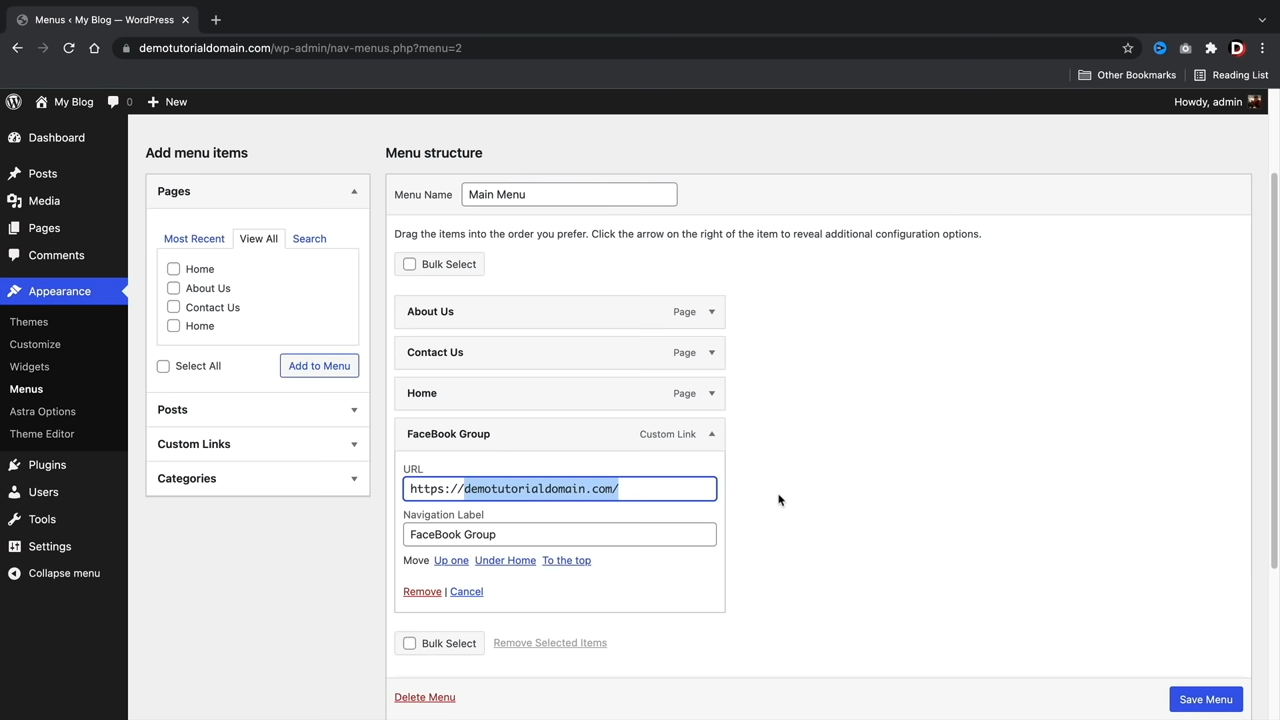 Menus ‹ My Blog — WordPress
demotutorialdomain.com/wp-admin/nav-menus.php?menu=2
Other Bookmarks
Reading List
My Blog
0
New
Howdy, admin
Dashboard
Posts
Media
Pages
Comments
Appearance
Themes
Customize
Widgets
Menus
Astra Options
Theme Editor
Plugins
Users
Tools
Settings
Collapse menu
Add menu items
Pages
Most Recent
View All
Search
Home
About Us
Contact Us
Home
Select All
Add to Menu
Posts
Custom Links
Categories
Menu structure
Menu Name
Main Menu
Drag the items into the order you prefer. Click the arrow on the right of the item to reveal additional configuration options.
Bulk Select
About Us
Page
Contact Us
Page
Home
Page
FaceBook Group
Custom Link
URL
https://demotutorialdomain.com/
Navigation Label
FaceBook Group
Move Up one Under Home To the top
Remove | Cancel
Bulk Select
Remove Selected Items
Delete Menu
Save Menu